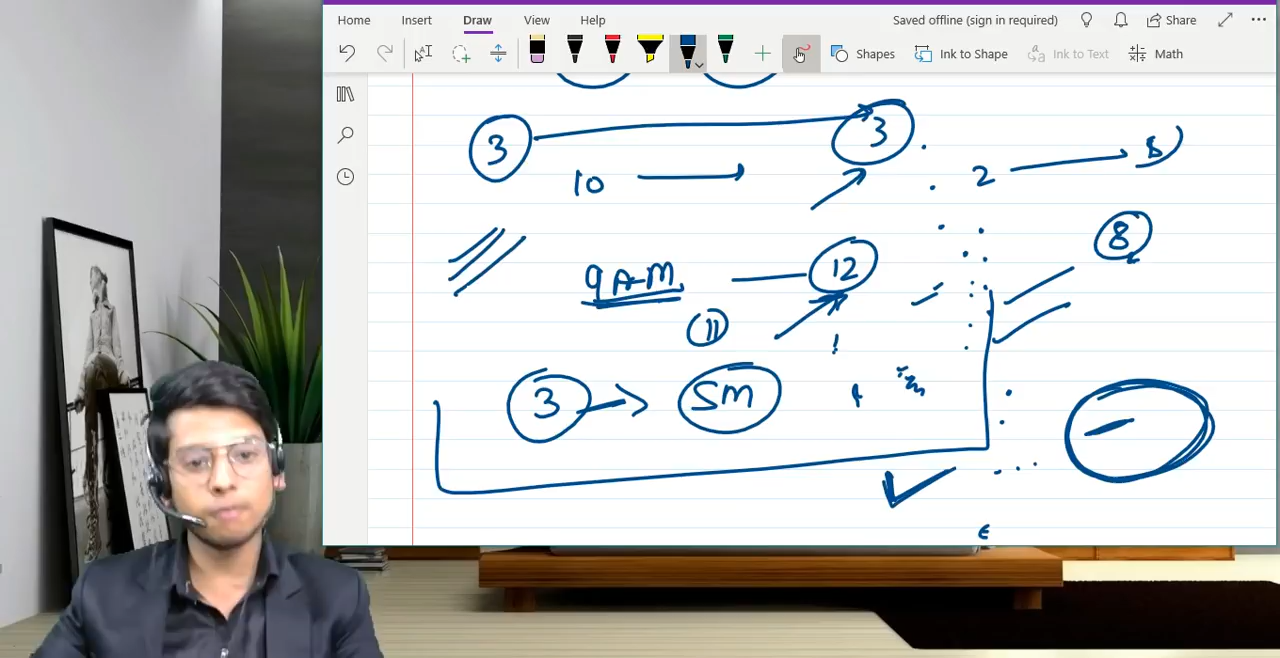 Home Insert Draw View Help Saved offline (sign in required) Share
Ink to Shape Ink to Text Math Shapes
3 3
10 2
8
9 A-M 12
11
3 SM